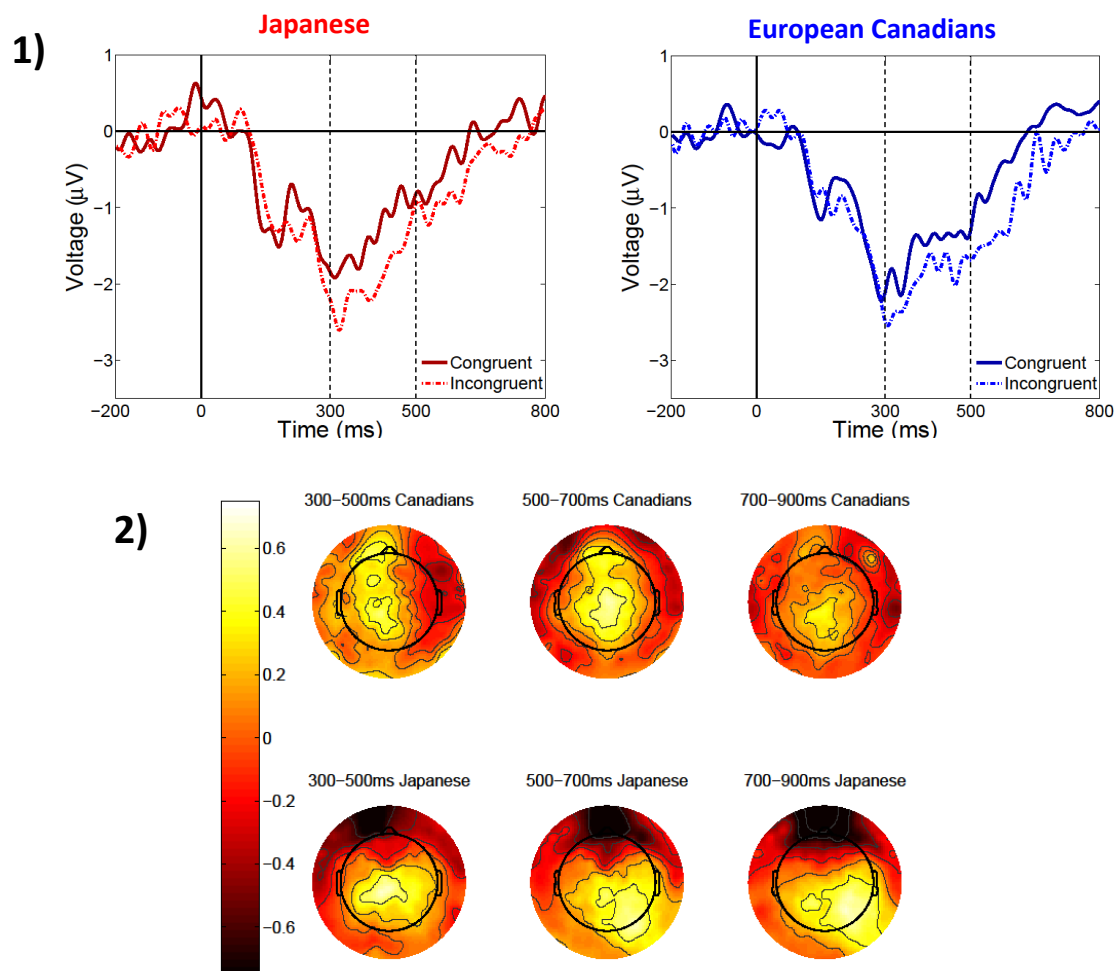 1)
Japanese
European Canadians
1
0
−1
−2
−3
Voltage (μV)
Congruent
Incongruent
−200 0 300 500 800
Time (ms)
1
0
−1
−2
−3
Voltage (μV)
Congruent
Incongruent
−200 0 300 500 800
Time (ms)
2)
300−500ms Canadians
500−700ms Canadians
700−900ms Canadians
0.6
0.4
0.2
0
−0.2
−0.4
−0.6
300−500ms Japanese
500−700ms Japanese
700−900ms Japanese